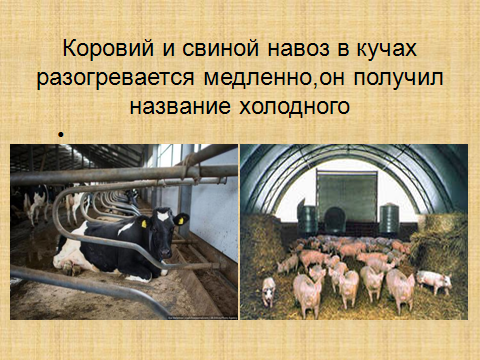 Коровий и свиной навоз в кучах
разогревается медленно,он получил
название холодного
•